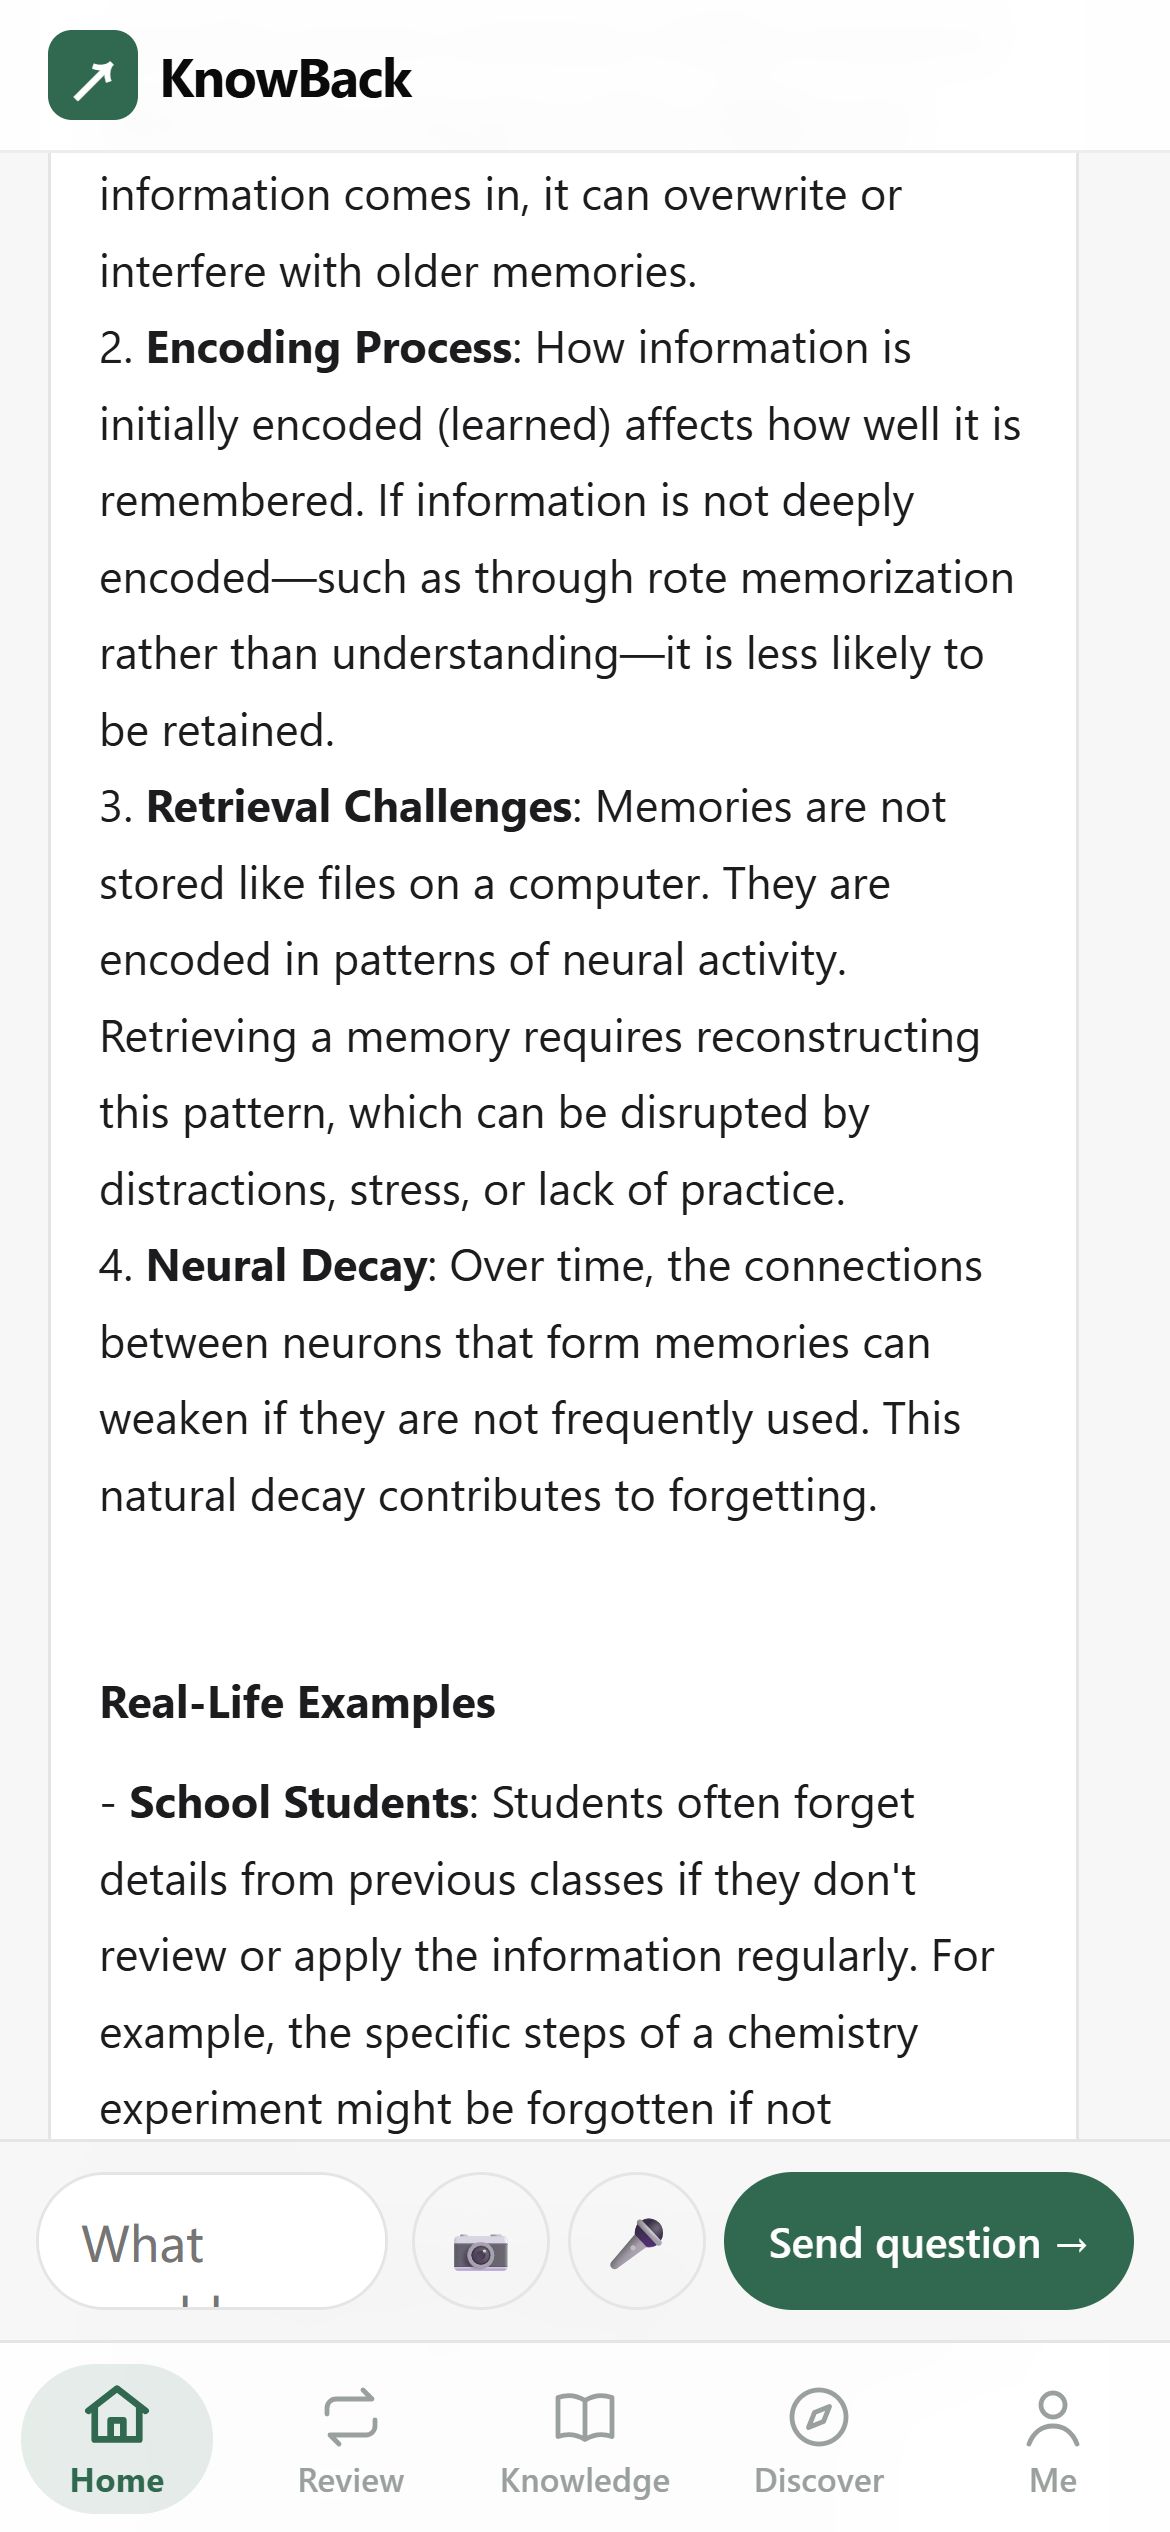 KnowBack
information comes in, it can overwrite or
interfere with older memories.
2. Encoding Process: How information is
initially encoded (learned) affects how well it is
remembered. If information is not deeply
encoded—such as through rote memorization
rather than understanding—it is less likely to
be retained.
3. Retrieval Challenges: Memories are not
stored like files on a computer. They are
encoded in patterns of neural activity.
Retrieving a memory requires reconstructing
this pattern, which can be disrupted by
distractions, stress, or lack of practice.
4. Neural Decay: Over time, the connections
between neurons that form memories can
weaken if they are not frequently used. This
natural decay contributes to forgetting.
Real-Life Examples
- School Students: Students often forget
details from previous classes if they don't
review or apply the information regularly. For
example, the specific steps of a chemistry
experiment might be forgotten if not
What
Send question →
Home
Review
Knowledge
Discover
Me